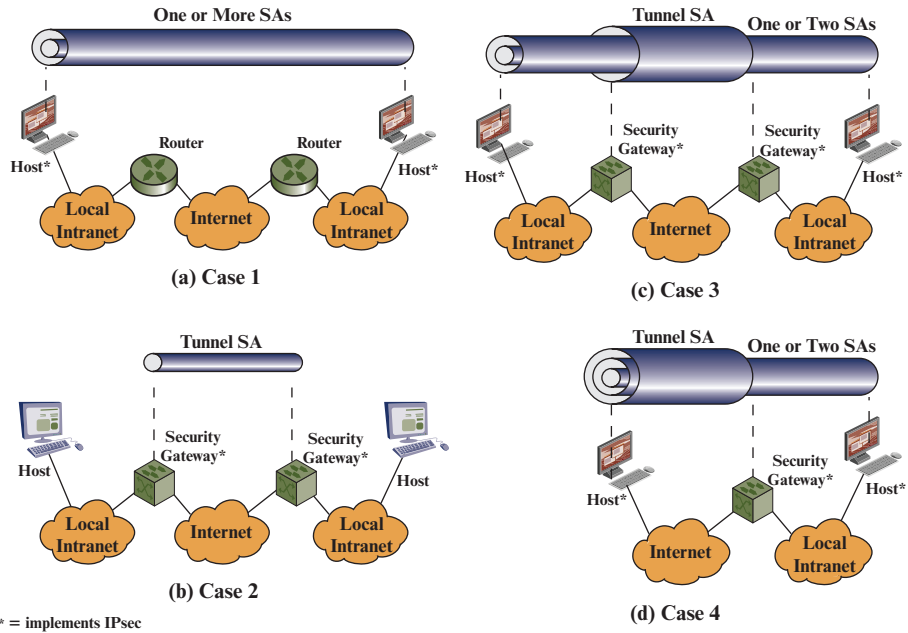 One or More SAs
Host*
Router
Router
Host*
Local
Intranet
Internet
Local
Intranet
(a) Case 1
Tunnel SA
Host
Security
Gateway*
Security
Gateway*
Host
Local
Intranet
Internet
Local
Intranet
(b) Case 2
* = implements IPsec
Tunnel SA
One or Two SAs
Host*
Security
Gateway*
Security
Gateway*
Host*
Local
Intranet
Internet
Local
Intranet
(c) Case 3
Tunnel SA
One or Two SAs
Host*
Security
Gateway*
Host*
Internet
Local
Intranet
(d) Case 4